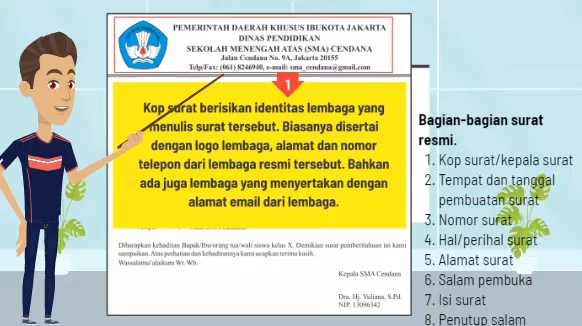 PEMERINTAH DAERAH KHUSUS IBUKOTA JAKARTA
DINAS PENDIDIKAN
SEKOLAH MENENGAH ATAS (SMA) CENDANA
Jalan Cendana No. 9A, Jakarta 20155
Telp/Fax: (061) 8246940, e-mail: sma_cendana@gmail.com
1
Kop surat berisikan identitas lembaga yang
menulis surat tersebut. Biasanya disertai
dengan logo lembaga, alamat dan nomor
telepon dari lembaga resmi tersebut. Bahkan
ada juga lembaga yang menyertakan dengan
alamat email dari lembaga.
Diharapkan kehadiran Bapak/Ibu/orang tua/wali siswa kelas X. Demikian surat pemberitahuan ini kami
sampaikan. Atas perhatian dan kehadirannya kami ucapkan terima kasih.
Wassalamu'alaikum Wr. Wb.
Kepala SMA Cendana
Dra. Hj. Yuliana, S.Pd.
NIP. 13096342
Bagian-bagian surat
resmi.
1. Kop surat/kepala surat
2. Tempat dan tanggal
pembuatan surat
3. Nomor surat
4. Hal/perihal surat
5. Alamat surat
6. Salam pembuka
7. Isi surat
8. Penutup salam